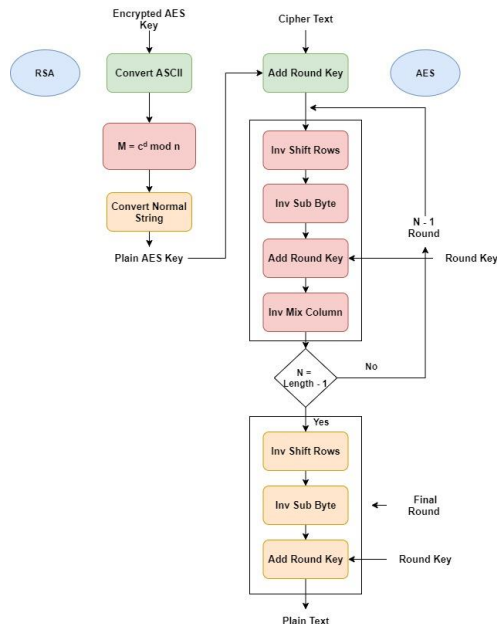 Encrypted AES
Key
Cipher Text
RSA
Convert ASCII
Add Round Key
AES
M = cᵈ mod n
Inv Shift Rows
Convert Normal
String
Inv Sub Byte
N - 1
Round
Plain AES Key
Add Round Key
Round Key
Inv Mix Column
N =
Length - 1
No
Yes
Inv Shift Rows
Inv Sub Byte
Final
Round
Add Round Key
Round Key
Plain Text